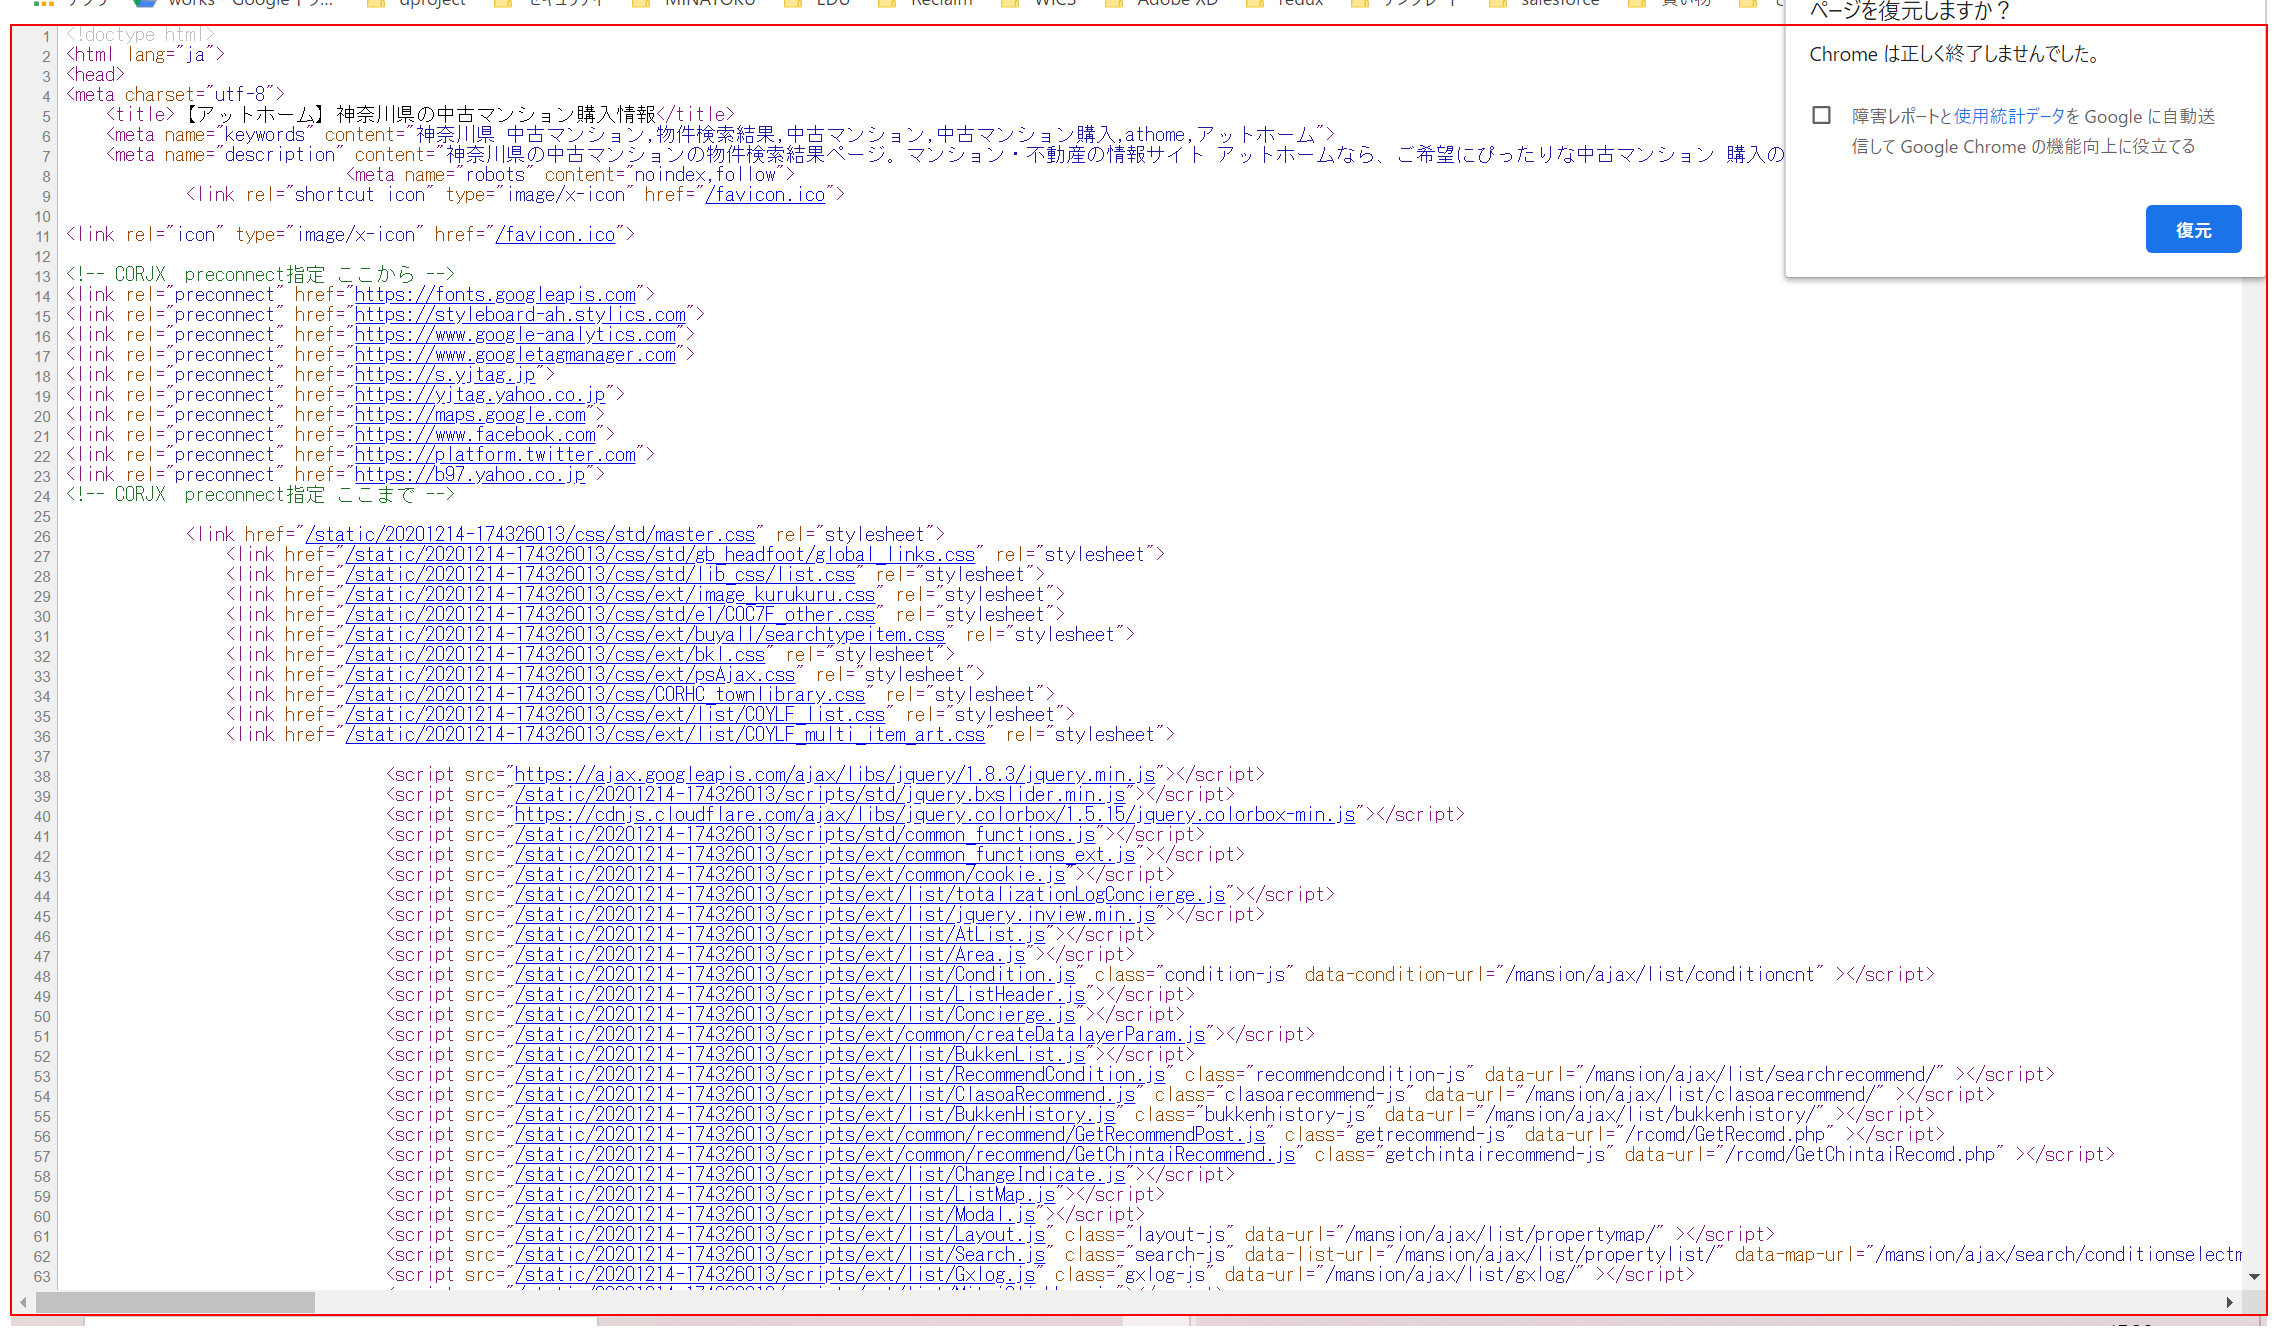 works - Google ドラ...
dproject
セキュリティ
MINATOKU
EDU
Reclaim
WICS
Adobe XD
redux
テンプレート
salesforce
買い物
ページを復元しますか？
Chrome は正しく終了しませんでした。
障害レポートと使用統計データを Google に自動送
信して Google Chrome の機能向上に役立てる
復元
1 <!doctype html>
2 <html lang="ja">
3 <head>
4 <meta charset="utf-8">
5 <title>【アットホーム】神奈川県の中古マンション購入情報</title>
6 <meta name="keywords" content="神奈川県 中古マンション,物件検索結果,中古マンション,中古マンション購入,athome,アットホーム">
7 <meta name="description" content="神奈川県の中古マンションの物件検索結果ページ。マンション・不動産の情報サイト アットホームなら、ご希望にぴったりな中古マンション 購入の
8 <meta name="robots" content="noindex,follow">
9 <link rel="shortcut icon" type="image/x-icon" href="/favicon.ico">
10
11 <link rel="icon" type="image/x-icon" href="/favicon.ico">
12
13 <!-- CORJX preconnect指定 ここから -->
14 <link rel="preconnect" href="https://fonts.googleapis.com">
15 <link rel="preconnect" href="https://styleboard-ah.stylics.com">
16 <link rel="preconnect" href="https://www.google-analytics.com">
17 <link rel="preconnect" href="https://www.googletagmanager.com">
18 <link rel="preconnect" href="https://s.yjtag.jp">
19 <link rel="preconnect" href="https://yjtag.yahoo.co.jp">
20 <link rel="preconnect" href="https://maps.google.com">
21 <link rel="preconnect" href="https://www.facebook.com">
22 <link rel="preconnect" href="https://platform.twitter.com">
23 <link rel="preconnect" href="https://b97.yahoo.co.jp">
24 <!-- CORJX preconnect指定 ここまで -->
25
26 <link href="/static/20201214-174326013/css/std/master.css" rel="stylesheet">
27 <link href="/static/20201214-174326013/css/std/gb_headfoot/global_links.css" rel="stylesheet">
28 <link href="/static/20201214-174326013/css/std/lib_css/list.css" rel="stylesheet">
29 <link href="/static/20201214-174326013/css/ext/image_kurukuru.css" rel="stylesheet">
30 <link href="/static/20201214-174326013/css/std/e1/COC7F_other.css" rel="stylesheet">
31 <link href="/static/20201214-174326013/css/ext/buyall/searchtypeitem.css" rel="stylesheet">
32 <link href="/static/20201214-174326013/css/ext/bkl.css" rel="stylesheet">
33 <link href="/static/20201214-174326013/css/ext/psAjax.css" rel="stylesheet">
34 <link href="/static/20201214-174326013/css/CORHC_townlibrary.css" rel="stylesheet">
35 <link href="/static/20201214-174326013/css/ext/list/COYLF_list.css" rel="stylesheet">
36 <link href="/static/20201214-174326013/css/ext/list/COYLF_multi_item_art.css" rel="stylesheet">
37
38 <script src="https://ajax.googleapis.com/ajax/libs/jquery/1.8.3/jquery.min.js"></script>
39 <script src="/static/20201214-174326013/scripts/std/jquery.bxslider.min.js"></script>
40 <script src="https://cdnjs.cloudflare.com/ajax/libs/jquery.colorbox/1.5.15/jquery.colorbox-min.js"></script>
41 <script src="/static/20201214-174326013/scripts/std/common_functions.js"></script>
42 <script src="/static/20201214-174326013/scripts/ext/common_functions_ext.js"></script>
43 <script src="/static/20201214-174326013/scripts/ext/common/cookie.js"></script>
44 <script src="/static/20201214-174326013/scripts/ext/list/totalizationLogConcierge.js"></script>
45 <script src="/static/20201214-174326013/scripts/ext/list/jquery.inview.min.js"></script>
46 <script src="/static/20201214-174326013/scripts/ext/list/AtList.js"></script>
47 <script src="/static/20201214-174326013/scripts/ext/list/Area.js"></script>
48 <script src="/static/20201214-174326013/scripts/ext/list/Condition.js" class="condition-js" data-condition-url="/mansion/ajax/list/conditioncnt" ></script>
49 <script src="/static/20201214-174326013/scripts/ext/list/ListHeader.js"></script>
50 <script src="/static/20201214-174326013/scripts/ext/list/Concierge.js"></script>
51 <script src="/static/20201214-174326013/scripts/ext/common/createDatalayerParam.js"></script>
52 <script src="/static/20201214-174326013/scripts/ext/list/BukkenList.js"></script>
53 <script src="/static/20201214-174326013/scripts/ext/list/RecommendCondition.js" class="recommendcondition-js" data-url="/mansion/ajax/list/searchrecommend/" ></script>
54 <script src="/static/20201214-174326013/scripts/ext/list/ClasoaRecommend.js" class="clasoarecommend-js" data-url="/mansion/ajax/list/clasoarecommend/" ></script>
55 <script src="/static/20201214-174326013/scripts/ext/list/BukkenHistory.js" class="bukkenhistory-js" data-url="/mansion/ajax/list/bukkenhistory/" ></script>
56 <script src="/static/20201214-174326013/scripts/ext/common/recommend/GetRecommendPost.js" class="getrecommend-js" data-url="/rcomd/GetRecomd.php" ></script>
57 <script src="/static/20201214-174326013/scripts/ext/common/recommend/GetChintaiRecommend.js" class="getchintairecommend-js" data-url="/rcomd/GetChintaiRecomd.php" ></script>
58 <script src="/static/20201214-174326013/scripts/ext/list/ChangeIndicate.js"></script>
59 <script src="/static/20201214-174326013/scripts/ext/list/ListMap.js"></script>
60 <script src="/static/20201214-174326013/scripts/ext/list/Modal.js"></script>
61 <script src="/static/20201214-174326013/scripts/ext/list/Layout.js" class="layout-js" data-url="/mansion/ajax/list/propertymap/" ></script>
62 <script src="/static/20201214-174326013/scripts/ext/list/Search.js" class="search-js" data-list-url="/mansion/ajax/list/propertylist/" data-map-url="/mansion/ajax/search/conditionselectm
63 <script src="/static/20201214-174326013/scripts/ext/list/Gxlog.js" class="gxlog-js" data-url="/mansion/ajax/list/gxlog/" ></script>